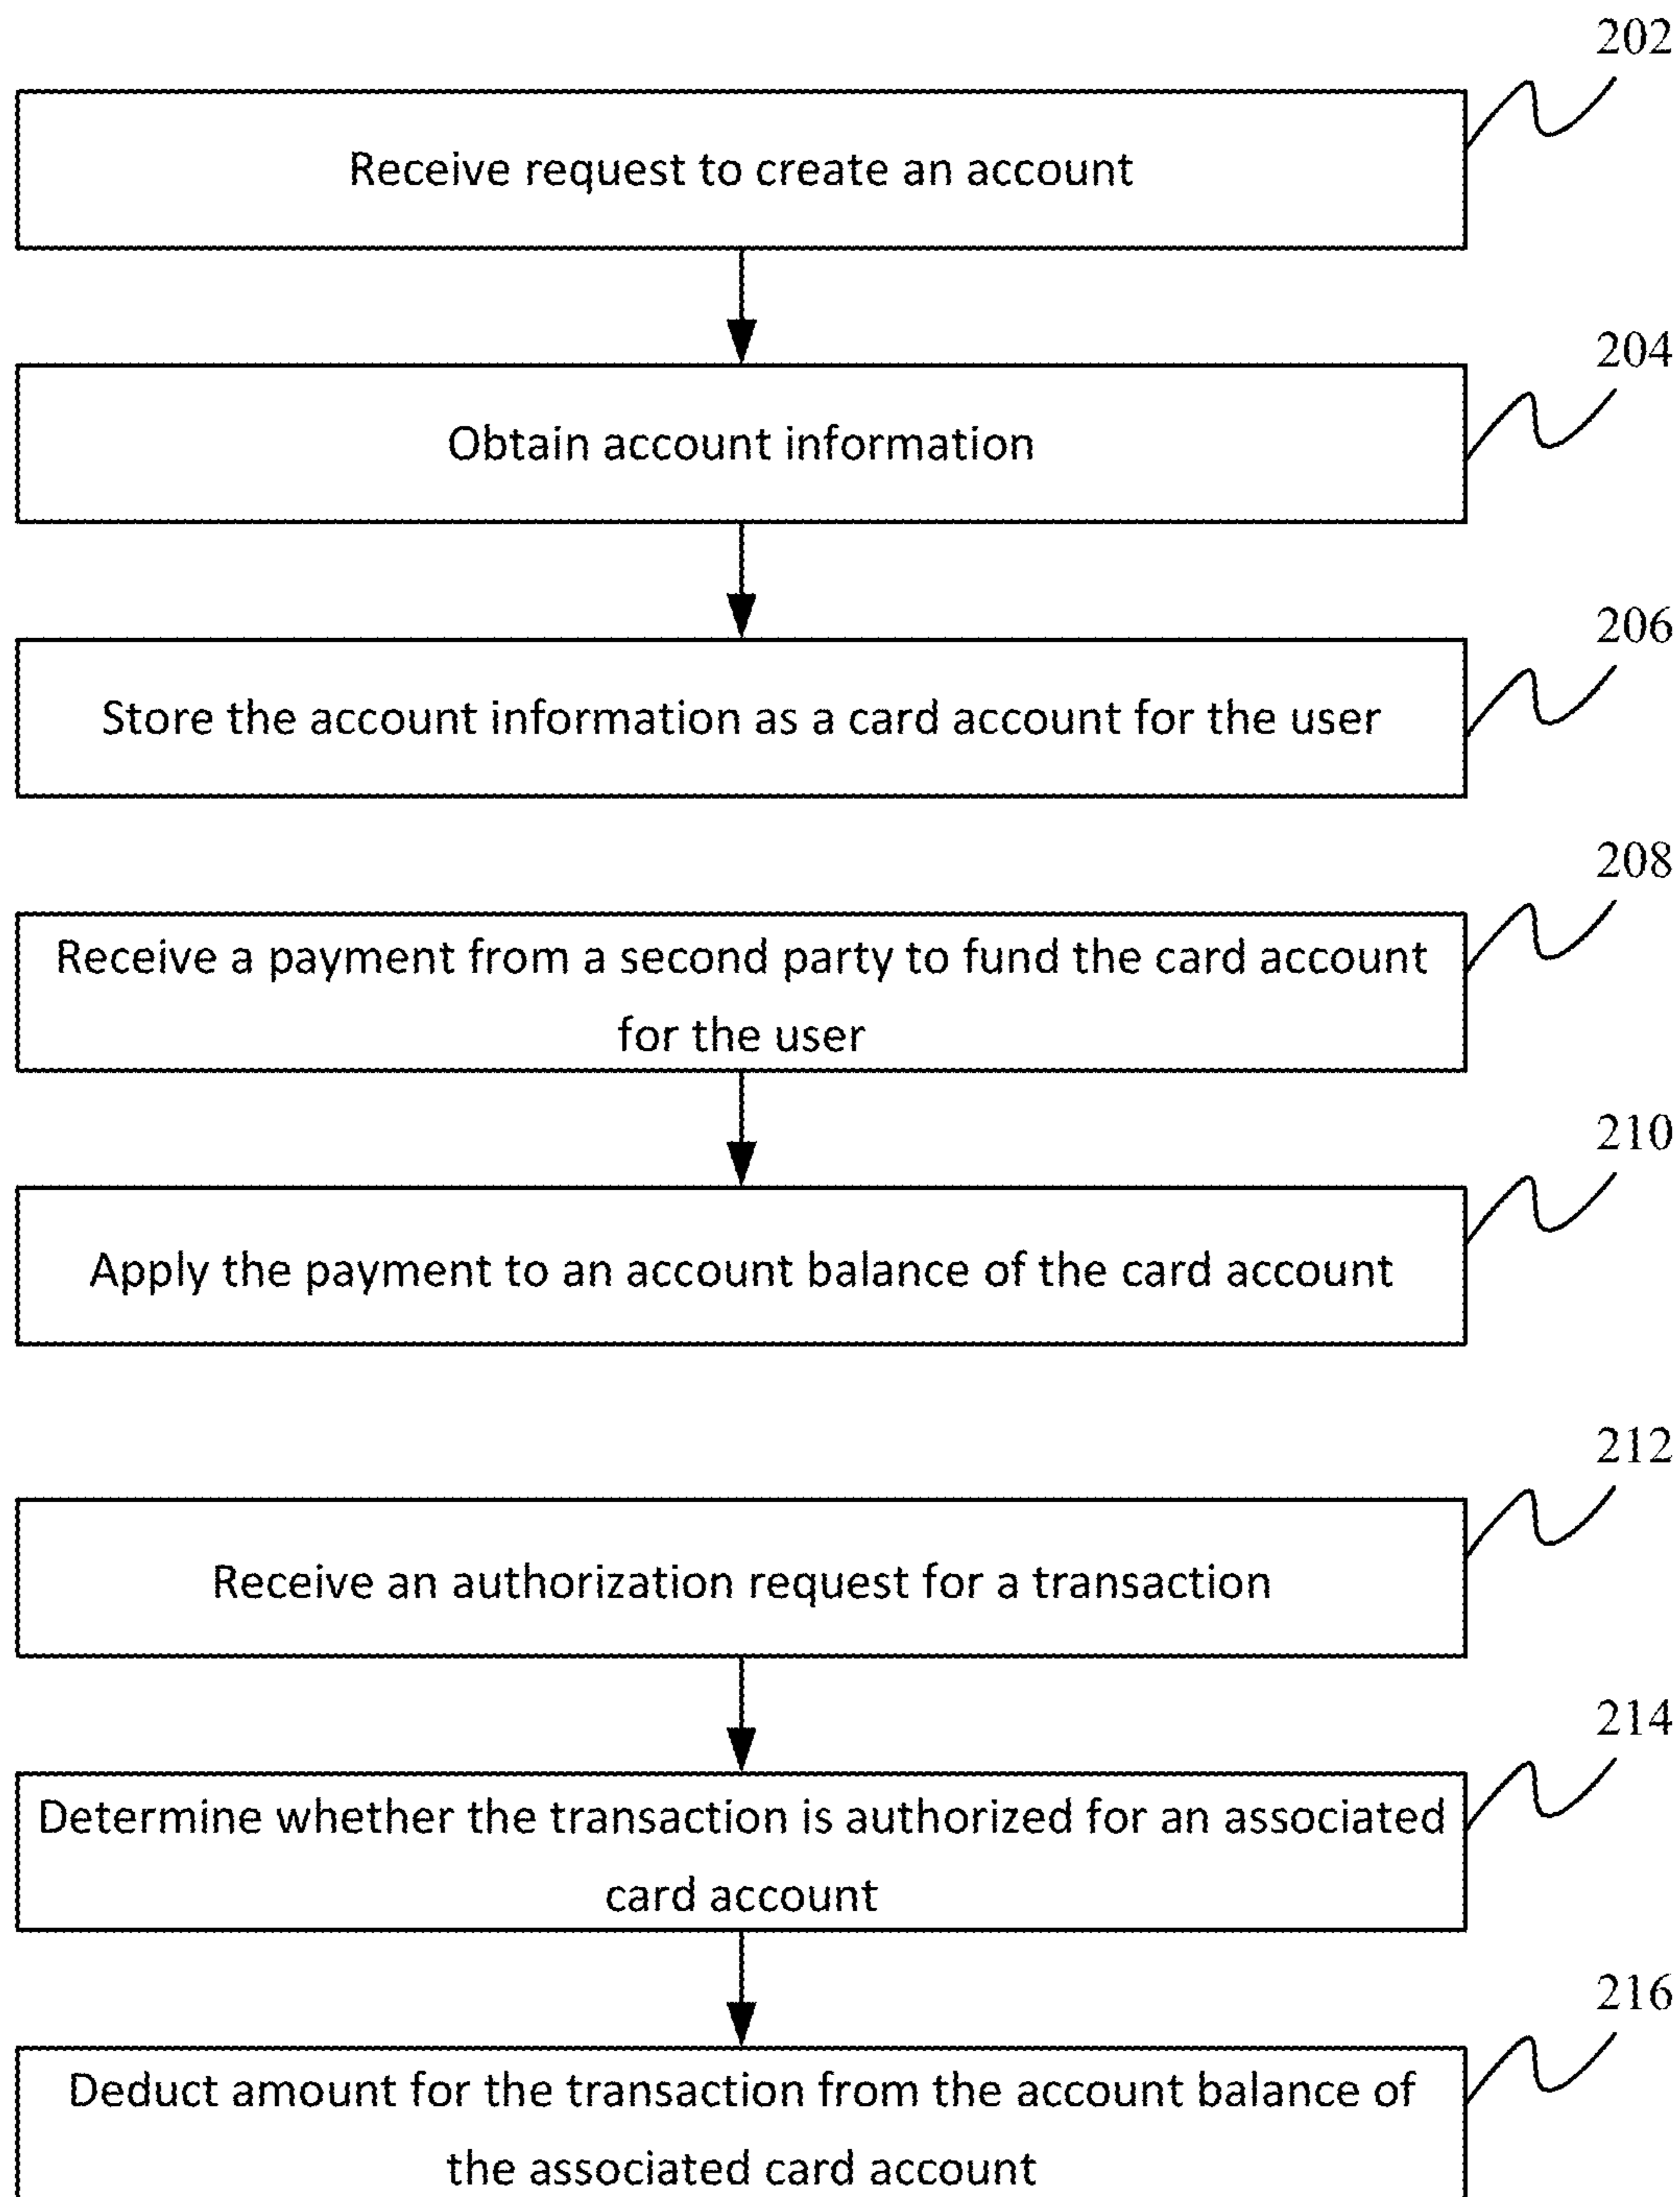 202
Receive request to create an account
204
Obtain account information
206
Store the account information as a card account for the user
208
Receive a payment from a second party to fund the card account
for the user
210
Apply the payment to an account balance of the card account
212
Receive an authorization request for a transaction
214
Determine whether the transaction is authorized for an associated
card account
216
Deduct amount for the transaction from the account balance of
the associated card account